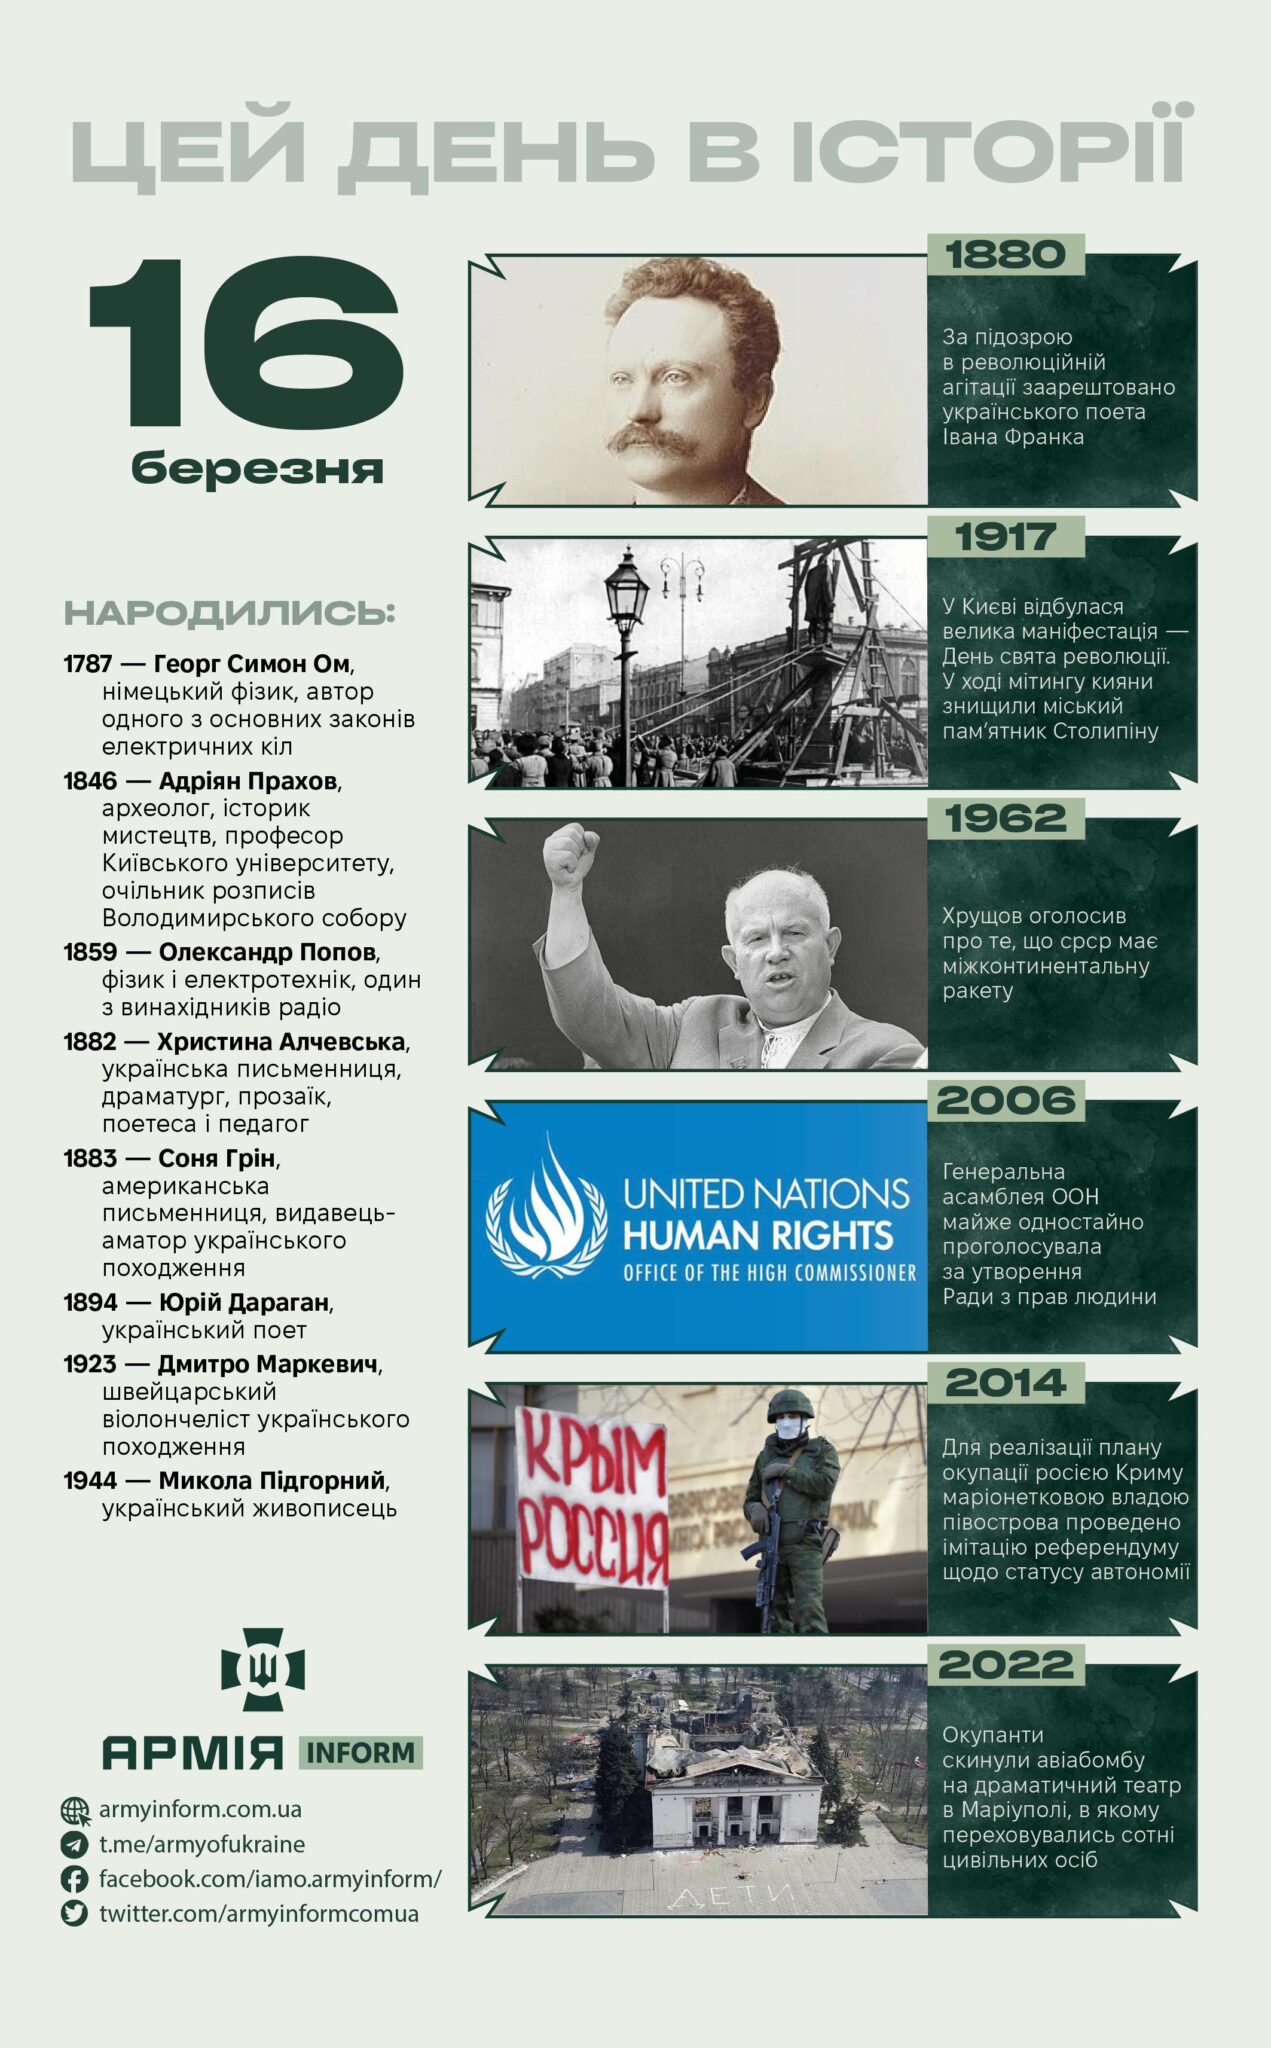 ЦЕЙ ДЕНЬ В ІСТОРІЇ
16
березня
НАРОДИЛИСЬ:
1787 — Георг Симон Ом,
німецький фізик, автор
одного з основних законів
електричних кіл
1846 — Адріян Прахов,
археолог, історик
мистецтв, професор
Київського університету,
очільник розписів
Володимирського собору
1859 — Олександр Попов,
фізик і електротехнік, один
з винахідників радіо
1882 — Христина Алчевська,
українська письменниця,
драматург, прозаїк,
поетеса і педагог
1883 — Соня Грін,
американська
письменниця, видавець-
аматор українського
походження
1894 — Юрій Дараган,
український поет
1923 — Дмитро Маркевич,
швейцарський
віолончеліст українського
походження
1944 — Микола Підгорний,
український живописець
АРМІЯ INFORM
armyinform.com.ua
t.me/armyofukraine
facebook.com/iamo.armyinform/
twitter.com/armyinformcomua
1880
За підозрою
в революційній
агітації заарештовано
українського поета
Івана Франка
1917
У Києві відбулася
велика маніфестація —
День свята революції.
У ході мітингу кияни
знищили міський
пам’ятник Столипіну
1962
Хрущов оголосив
про те, що срср має
міжконтинентальну
ракету
2006
UNITED NATIONS
HUMAN RIGHTS
OFFICE OF THE HIGH COMMISSIONER
Генеральна
асамблея ООН
майже одностайно
проголосувала
за утворення
Ради з прав людини
2014
КРЫМ
РОССИЯ
Для реалізації плану
окупації росією Криму
маріонетковою владою
півострова проведено
імітацію референдуму
щодо статусу автономії
2022
ДЕТИ
Окупанти
скинули авіабомбу
на драматичний театр
в Маріуполі, в якому
переховувались сотні
цивільних осіб